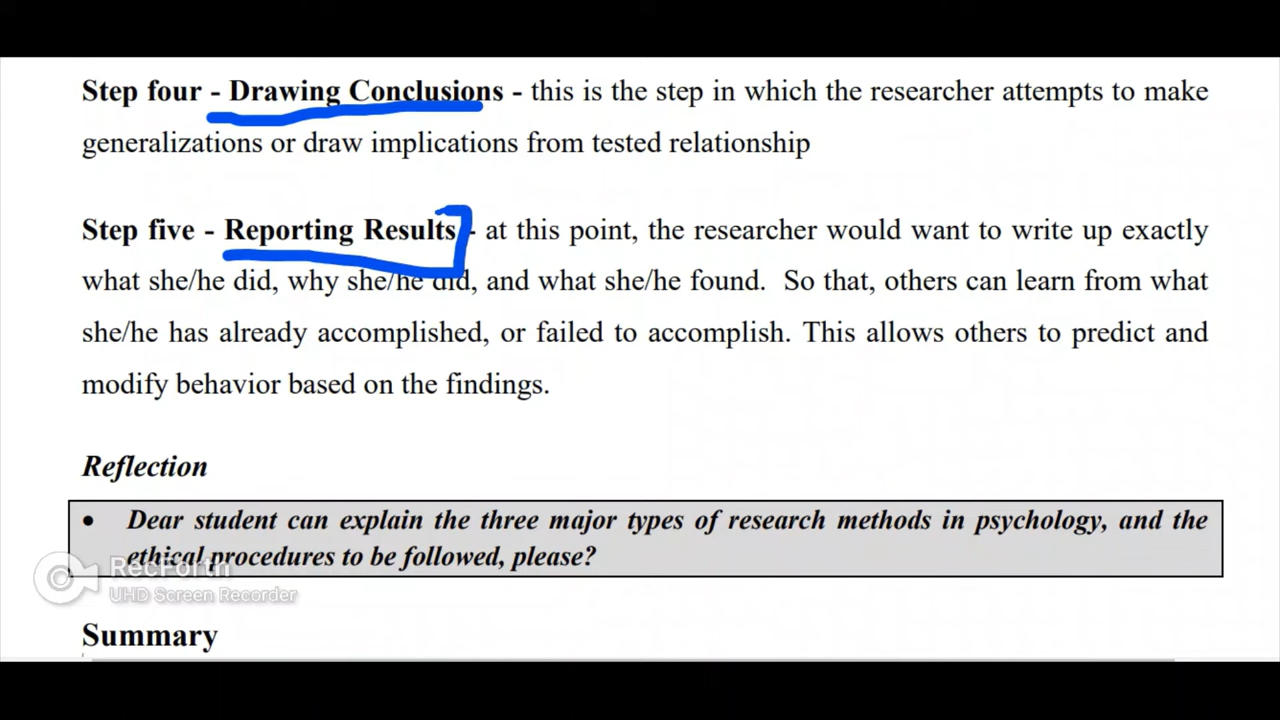 Step four - Drawing Conclusions - this is the step in which the researcher attempts to make
generalizations or draw implications from tested relationship
Step five - Reporting Results - at this point, the researcher would want to write up exactly
what she/he did, why she/he did, and what she/he found. So that, others can learn from what
she/he has already accomplished, or failed to accomplish. This allows others to predict and
modify behavior based on the findings.
Reflection
• Dear student can explain the three major types of research methods in psychology, and the
ethical procedures to be followed, please?
RecForth
UHD Screen Recorder
Summary